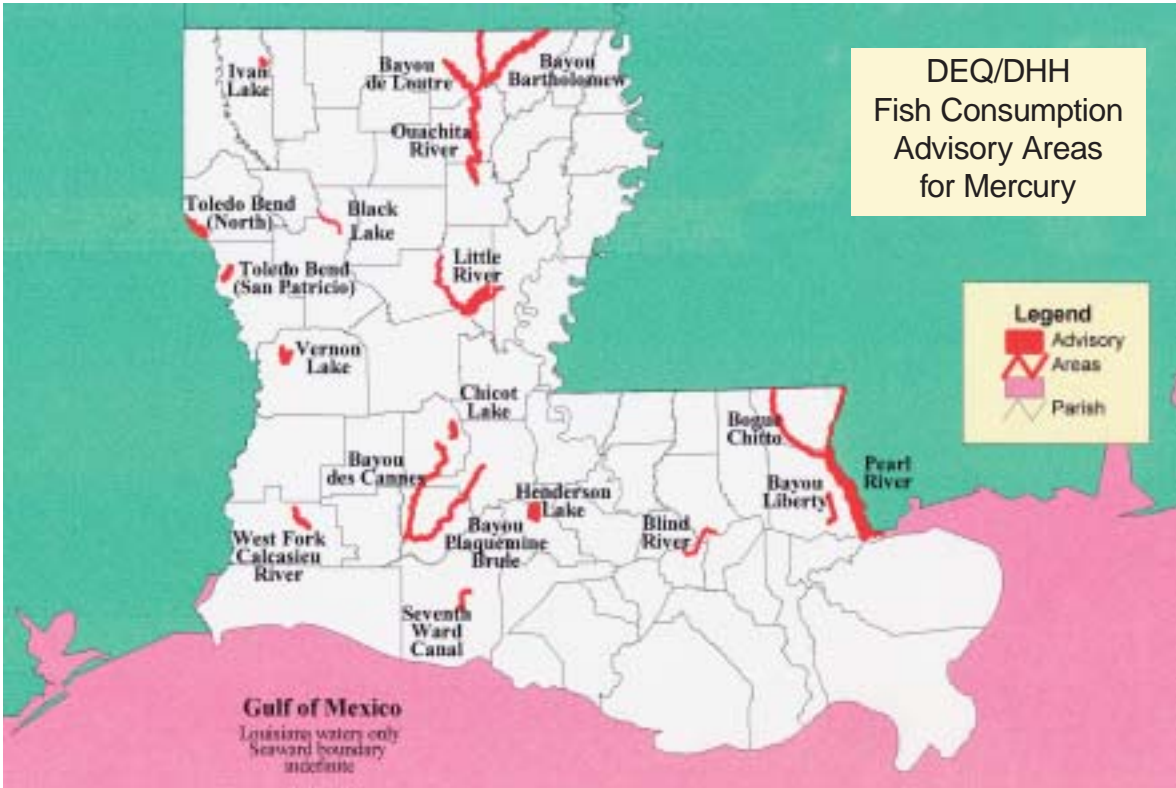 DEQ/DHH
Fish Consumption
Advisory Areas
for Mercury
Ivan
Lake
Bayou
de Loutre
Bayou
Bartholomew
Ouachita
River
Toledo Bend
(North)
Black
Lake
Toledo Bend
(San Patricio)
Little
River
Vernon
Lake
Chicot
Lake
Bayou
des Cannes
Henderson
Lake
Bayou
Plaquemine
Brule
West Fork
Calcasieu
River
Seventh
Ward
Canal
Blind
River
Bogue
Chitto
Bayou
Liberty
Pearl
River
Legend
Advisory
Areas
Parish
Gulf of Mexico
Louisiana waters only
Seaward boundary
indefinite